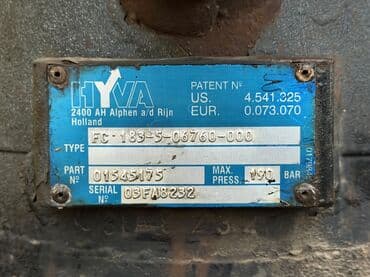 HYVA
2400 AH Alphen a/d Rijn
Holland
PATENT Nº
US. 4.541.325
EUR. 0.073.070
TYPE FC 183-5-06760-000
PART Nº 01545175
MAX. PRESS. 190 BAR
SERIAL Nº 03FA8232